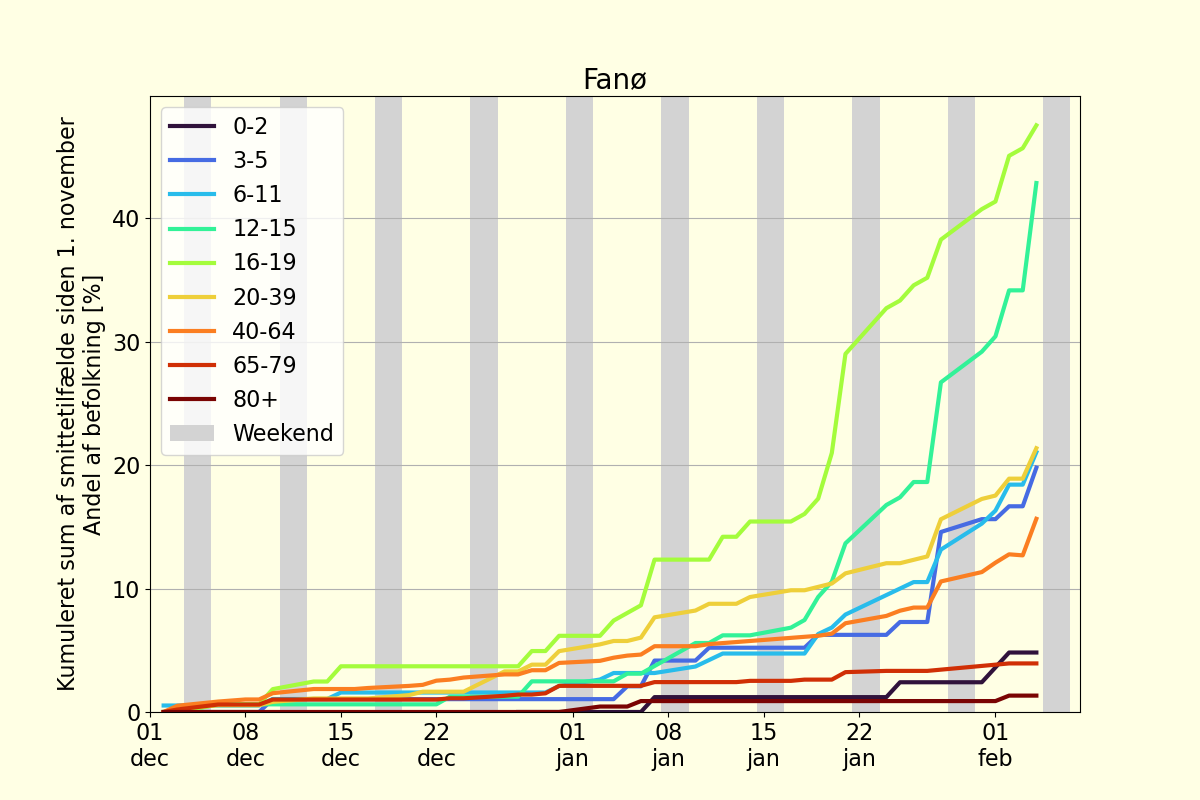 Fanø
Kumuleret sum af smittetilfælde siden 1. november
Andel af befolkning [%]
0-2
3-5
6-11
12-15
16-19
20-39
40-64
65-79
80+
Weekend
40
30
20
10
0
01 08 15 22 01 08 15 22 01
dec dec dec dec jan jan jan jan feb